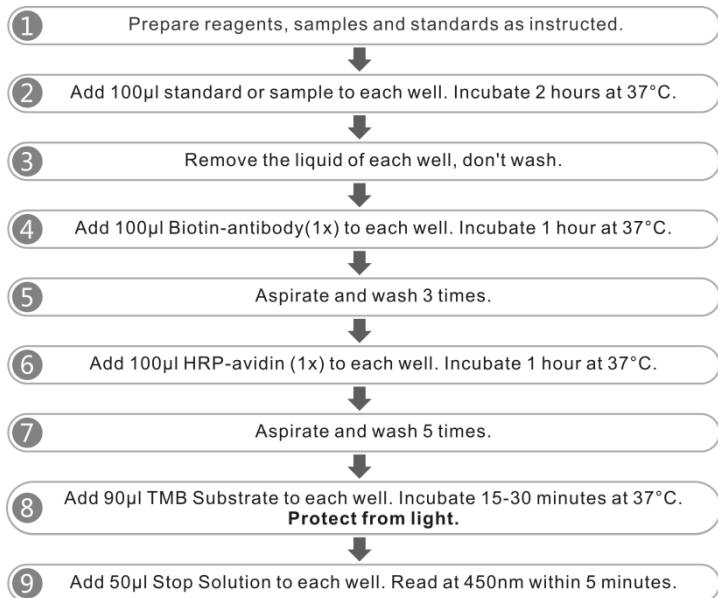 1 Prepare reagents, samples and standards as instructed.
2 Add 100μl standard or sample to each well. Incubate 2 hours at 37°C.
3 Remove the liquid of each well, don't wash.
4 Add 100μl Biotin-antibody(1x) to each well. Incubate 1 hour at 37°C.
5 Aspirate and wash 3 times.
6 Add 100μl HRP-avidin (1x) to each well. Incubate 1 hour at 37°C.
7 Aspirate and wash 5 times.
8 Add 90μl TMB Substrate to each well. Incubate 15-30 minutes at 37°C.
Protect from light.
9 Add 50μl Stop Solution to each well. Read at 450nm within 5 minutes.